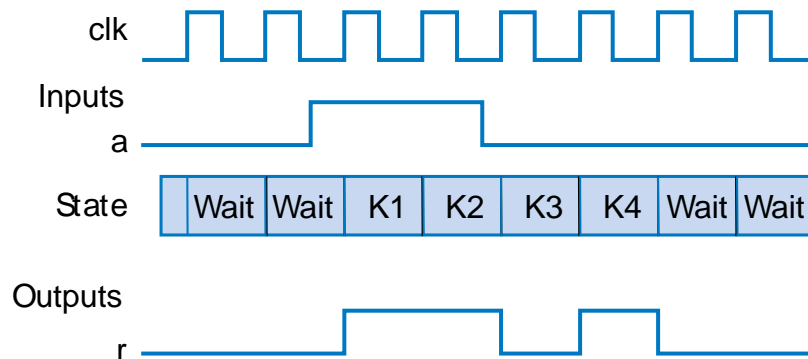 clk
Inputs
a
State Wait Wait K1 K2 K3 K4 Wait Wait
Outputs
r